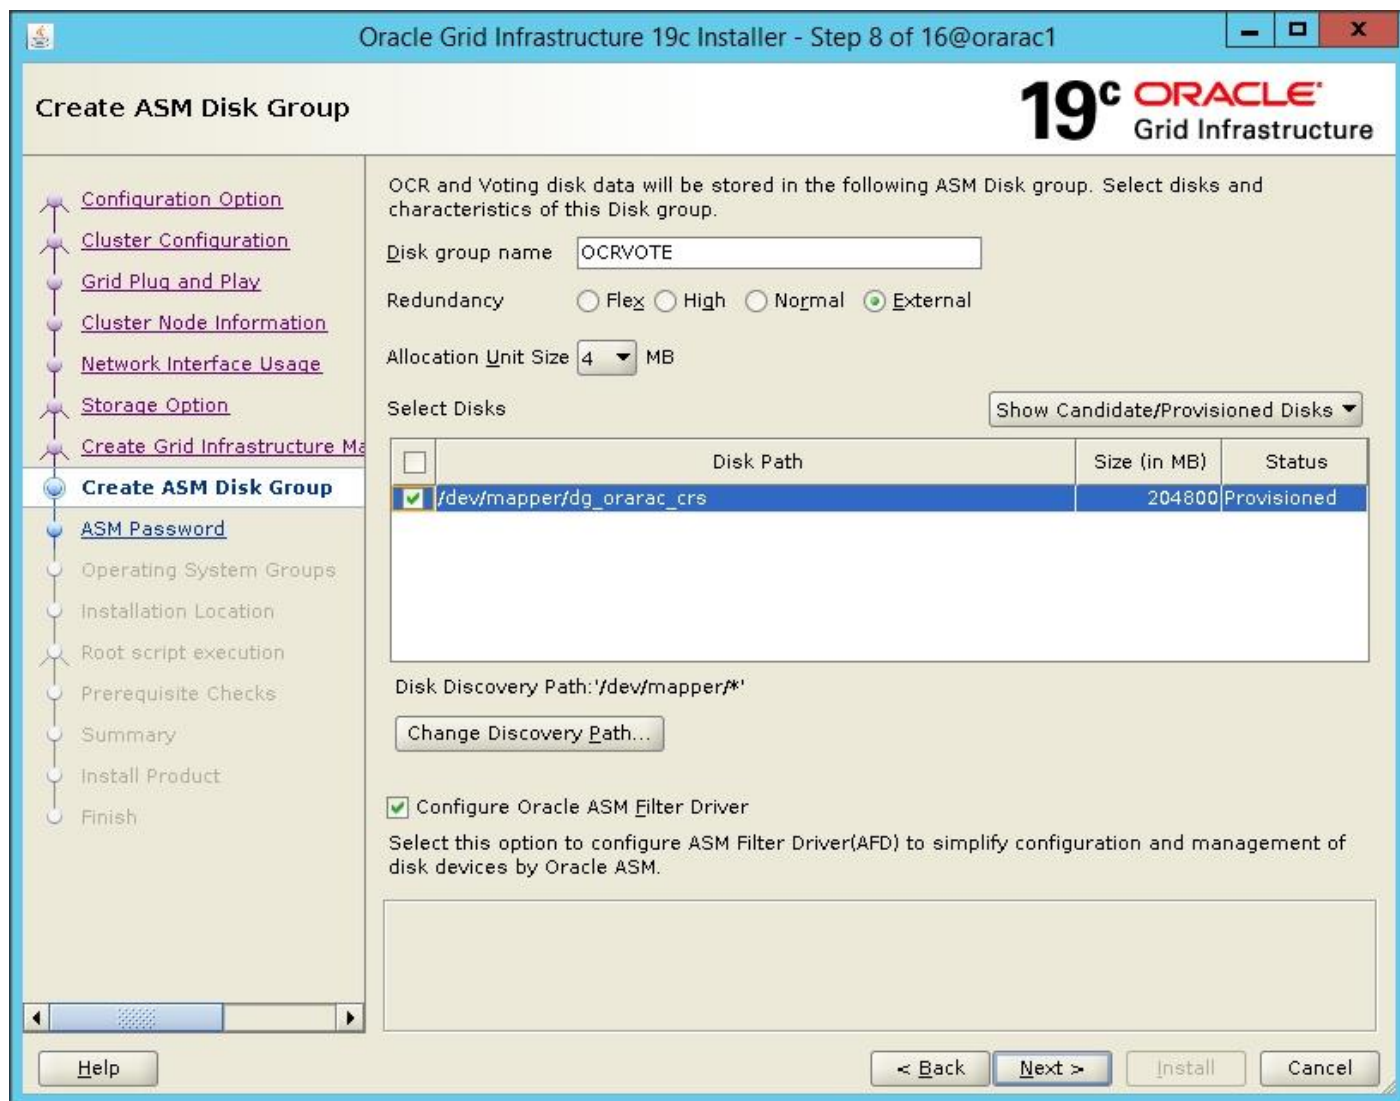 Oracle Grid Infrastructure 19c Installer - Step 8 of 16@orarac1
Create ASM Disk Group
19c ORACLE
Grid Infrastructure
Configuration Option
Cluster Configuration
Grid Plug and Play
Cluster Node Information
Network Interface Usage
Storage Option
Create Grid Infrastructure Ma
Create ASM Disk Group
ASM Password
Operating System Groups
Installation Location
Root script execution
Prerequisite Checks
Summary
Install Product
Finish
OCR and Voting disk data will be stored in the following ASM Disk group. Select disks and
characteristics of this Disk group.
Disk group name OCRVOTE
Redundancy Flex High Normal External
Allocation Unit Size 4 MB
Select Disks Show Candidate/Provisioned Disks
Disk Path Size (in MB) Status
/dev/mapper/dg_orarac_crs 204800 Provisioned
Disk Discovery Path:'/dev/mapper/*'
Change Discovery Path...
Configure Oracle ASM Filter Driver
Select this option to configure ASM Filter Driver(AFD) to simplify configuration and management of
disk devices by Oracle ASM.
Help < Back Next > Install Cancel